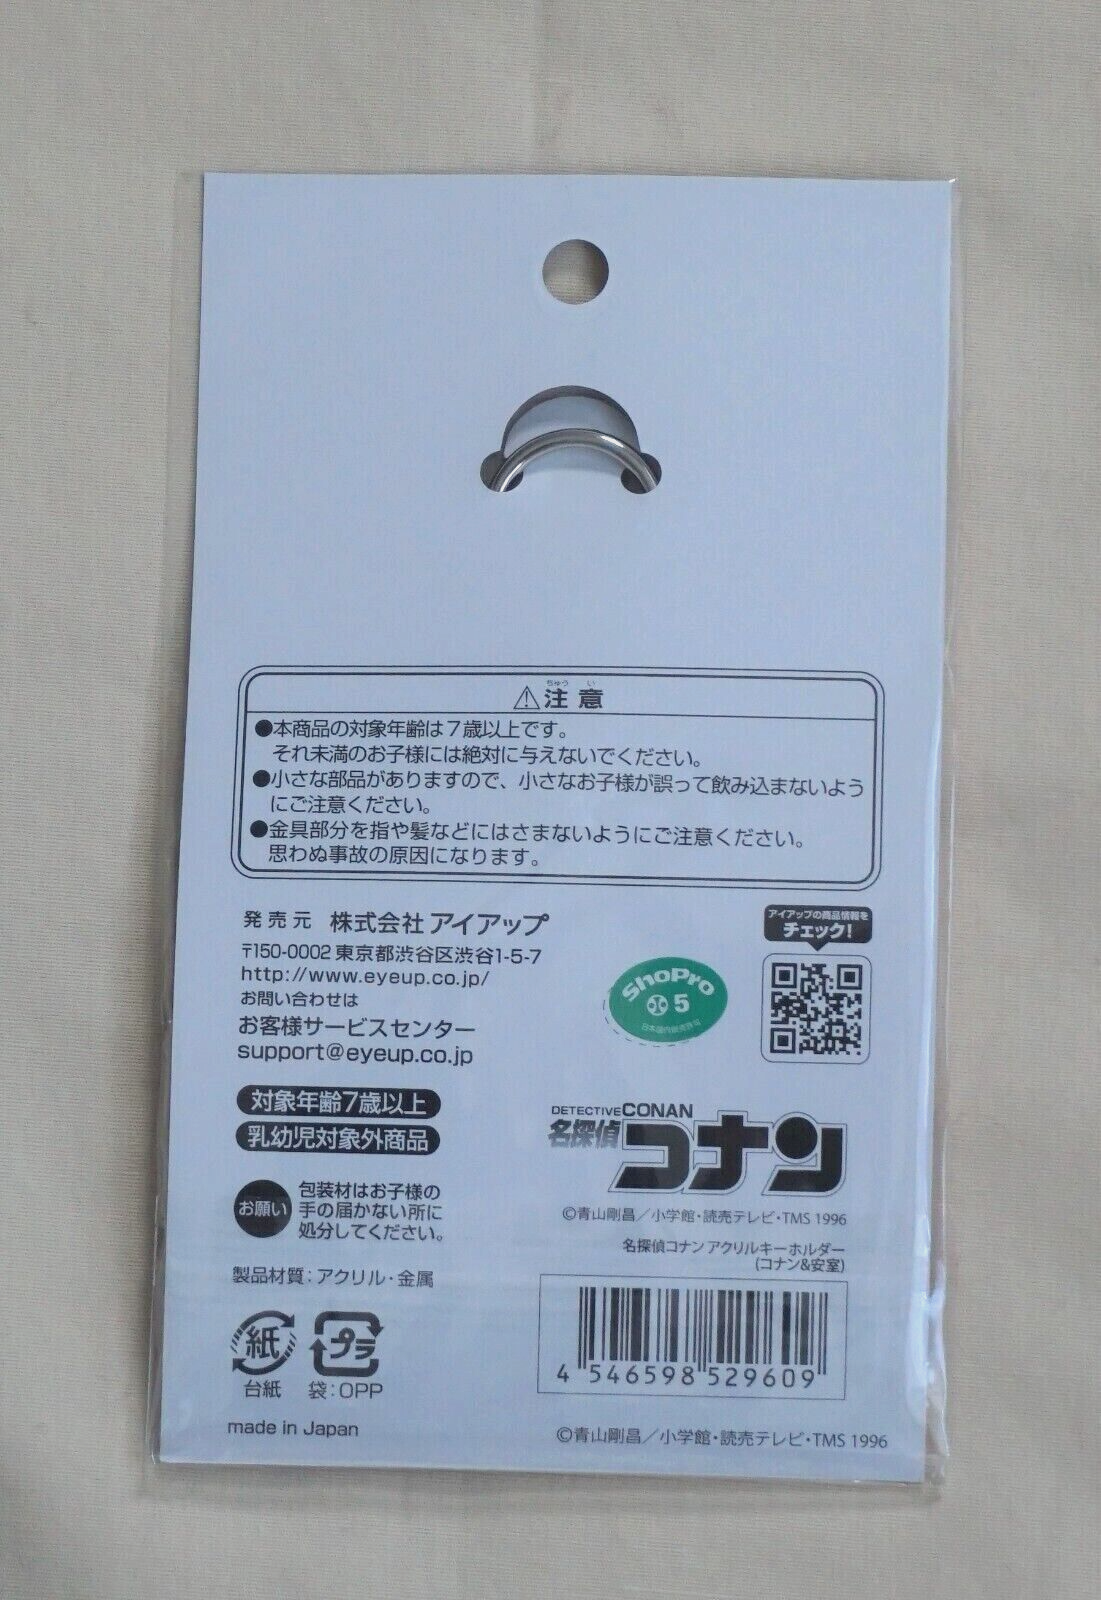 ちゅう い
⚠注意
●本商品の対象年齢は7歳以上です。
それ未満のお子様には絶対に与えないでください。
●小さな部品がありますので、小さなお子様が誤って飲み込まないよう
にご注意ください。
●金具部分を指や髪などにはさまないようにご注意ください。
思わぬ事故の原因になります。
発売元 株式会社 アイアップ
〒150-0002 東京都渋谷区渋谷1-5-7
http://www.eyeup.co.jp/
お問い合わせは
お客様サービスセンター
support@eyeup.co.jp
ShoPro
5
日本国内販売許可
アイアップの商品情報を
チェック!
対象年齢7歳以上
乳幼児対象外商品
お願い
包装材はお子様の
手の届かない所に
処分してください。
製品材質:アクリル・金属
紙
台紙
プラ
袋:OPP
made in Japan
DETECTIVE CONAN
名探偵コナン
©青山剛昌/小学館・読売テレビ・TMS 1996
名探偵コナン アクリルキーホルダー
(コナン&安室)
4 546598 529609
©青山剛昌/小学館・読売テレビ・TMS 1996